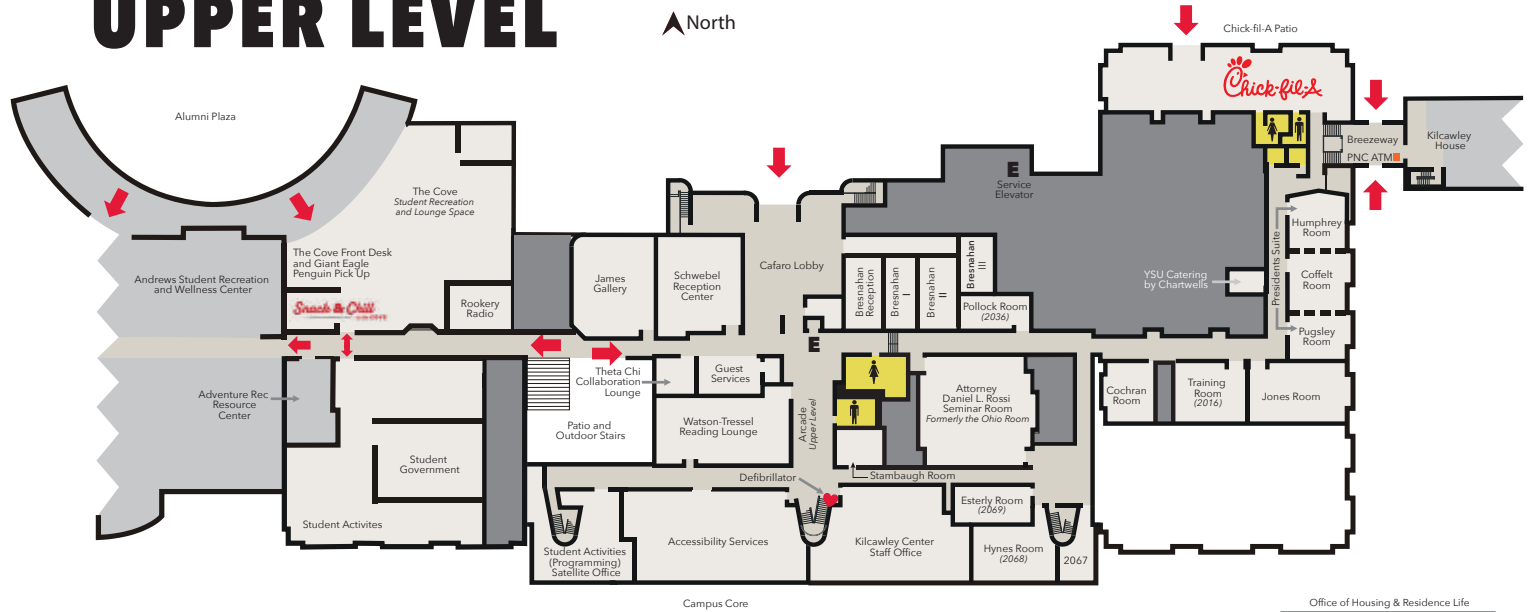 UPPER LEVEL
North
Chick-fil-A Patio
Chick-fil-A
Alumni Plaza
Breezeway
PNC ATM
Kilcawley
House
The Cove
Student Recreation
and Lounge Space
E
Service
Elevator
Humphrey
Room
The Cove Front Desk
and Giant Eagle
Penguin Pick Up
Andrews Student Recreation
and Wellness Center
James
Gallery
Schwebel
Reception
Center
Cafaro Lobby
Bresnahan
Reception
Bresnahan
I
Bresnahan
II
Bresnahan
III
YSU Catering
by Chartwells
Presidents Suite
Coffelt
Room
Snack & Chill
Rookery
Radio
Pollock Room
(2036)
Pugsley
Room
E
Theta Chi
Collaboration
Lounge
Guest
Services
Adventure Rec
Resource
Center
Attorney
Daniel L. Rossi
Seminar Room
Formerly the Ohio Room
Cochran
Room
Training
Room
(2016)
Jones Room
Patio and
Outdoor Stairs
Watson-Tressel
Reading Lounge
Arcade
Upper Level
Student
Government
Defibrillator
Stambaugh Room
Esterly Room
(2069)
Student Activites
Student Activities
(Programming)
Satellite Office
Accessibility Services
Kilcawley Center
Staff Office
Hynes Room
(2068)
2067
Campus Core
Office of Housing & Residence Life